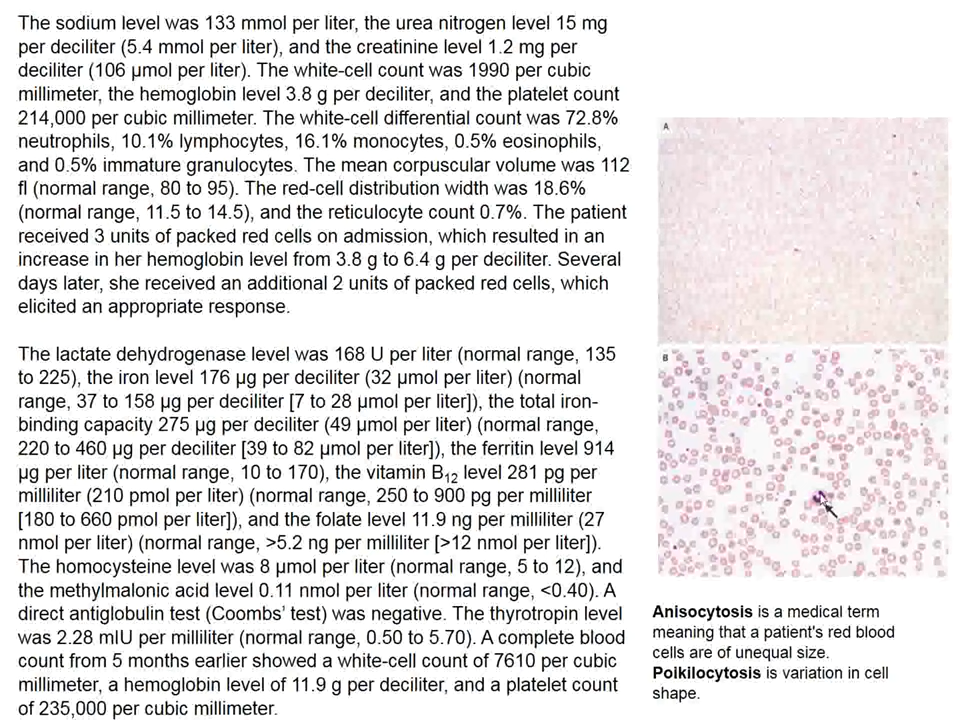 The sodium level was 133 mmol per liter, the urea nitrogen level 15 mg
per deciliter (5.4 mmol per liter), and the creatinine level 1.2 mg per
deciliter (106 µmol per liter). The white-cell count was 1990 per cubic
millimeter, the hemoglobin level 3.8 g per deciliter, and the platelet count
214,000 per cubic millimeter. The white-cell differential count was 72.8%
neutrophils, 10.1% lymphocytes, 16.1% monocytes, 0.5% eosinophils,
and 0.5% immature granulocytes. The mean corpuscular volume was 112
fl (normal range, 80 to 95). The red-cell distribution width was 18.6%
(normal range, 11.5 to 14.5), and the reticulocyte count 0.7%. The patient
received 3 units of packed red cells on admission, which resulted in an
increase in her hemoglobin level from 3.8 g to 6.4 g per deciliter. Several
days later, she received an additional 2 units of packed red cells, which
elicited an appropriate response.
The lactate dehydrogenase level was 168 U per liter (normal range, 135
to 225), the iron level 176 µg per deciliter (32 µmol per liter) (normal
range, 37 to 158 µg per deciliter [7 to 28 µmol per liter]), the total iron-
binding capacity 275 µg per deciliter (49 µmol per liter) (normal range,
220 to 460 µg per deciliter [39 to 82 µmol per liter]), the ferritin level 914
µg per liter (normal range, 10 to 170), the vitamin B12 level 281 pg per
milliliter (210 pmol per liter) (normal range, 250 to 900 pg per milliliter
[180 to 660 pmol per liter]), and the folate level 11.9 ng per milliliter (27
nmol per liter) (normal range, >5.2 ng per milliliter [>12 nmol per liter]).
The homocysteine level was 8 µmol per liter (normal range, 5 to 12), and
the methylmalonic acid level 0.11 nmol per liter (normal range, <0.40). A
direct antiglobulin test (Coombs' test) was negative. The thyrotropin level
was 2.28 mIU per milliliter (normal range, 0.50 to 5.70). A complete blood
count from 5 months earlier showed a white-cell count of 7610 per cubic
millimeter, a hemoglobin level of 11.9 g per deciliter, and a platelet count
of 235,000 per cubic millimeter.
A
B
Anisocytosis is a medical term
meaning that a patient's red blood
cells are of unequal size.
Poikilocytosis is variation in cell
shape.